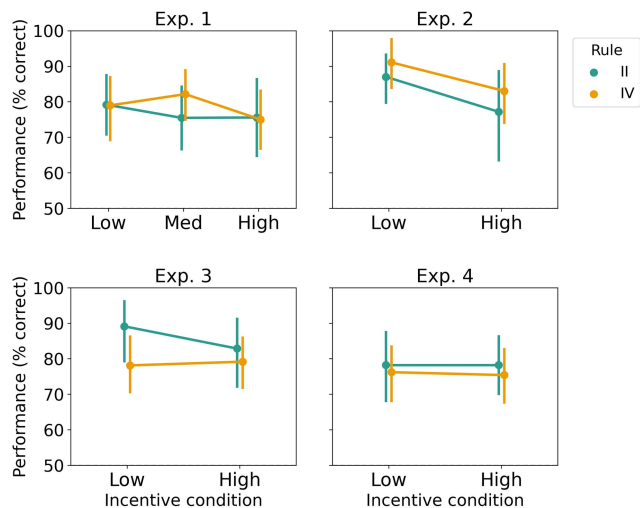 Exp. 1
Performance (% correct)
100
90
80
70
60
50
Low Med High
Exp. 2
Low High
Rule
II
IV
Exp. 3
Performance (% correct)
100
90
80
70
60
50
Low High
Incentive condition
Exp. 4
Low High
Incentive condition